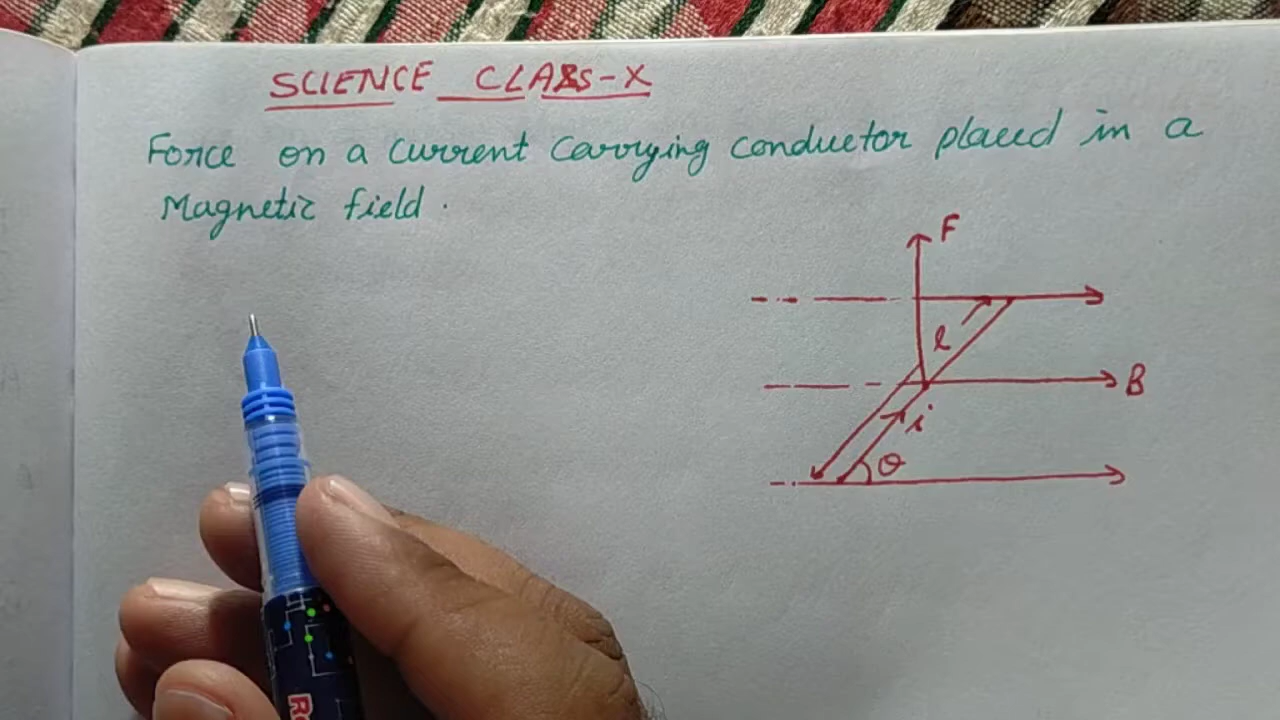 SCIENCE CLASS-X
Force on a current carrying conductor placed in a
Magnetic field.
F
l
B
i
θ